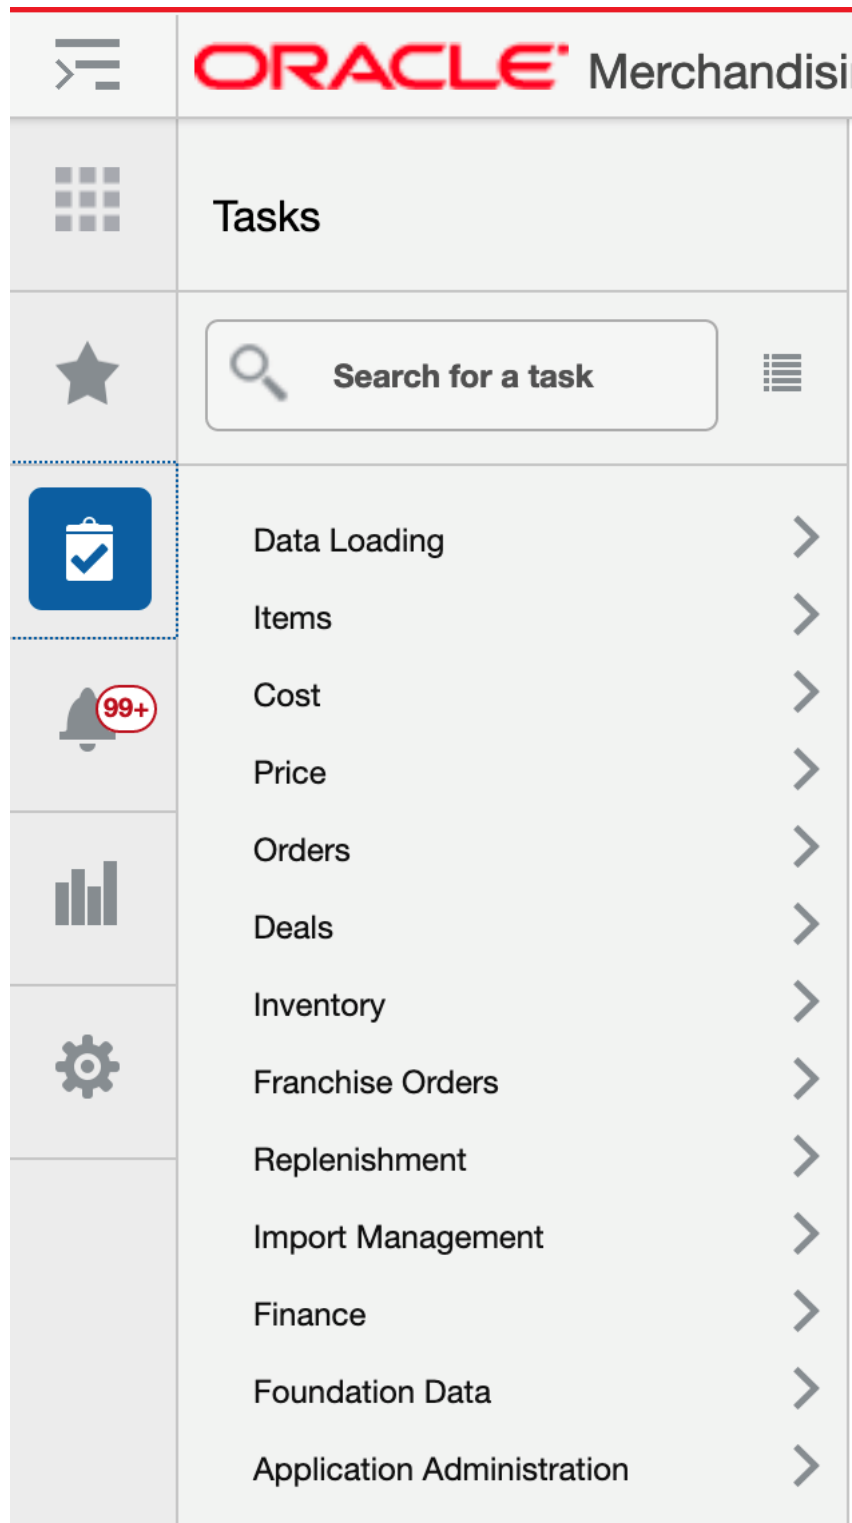 ORACLE Merchandisi
Tasks
Search for a task
Data Loading
Items
Cost
99+
Price
Orders
Deals
Inventory
Franchise Orders
Replenishment
Import Management
Finance
Foundation Data
Application Administration